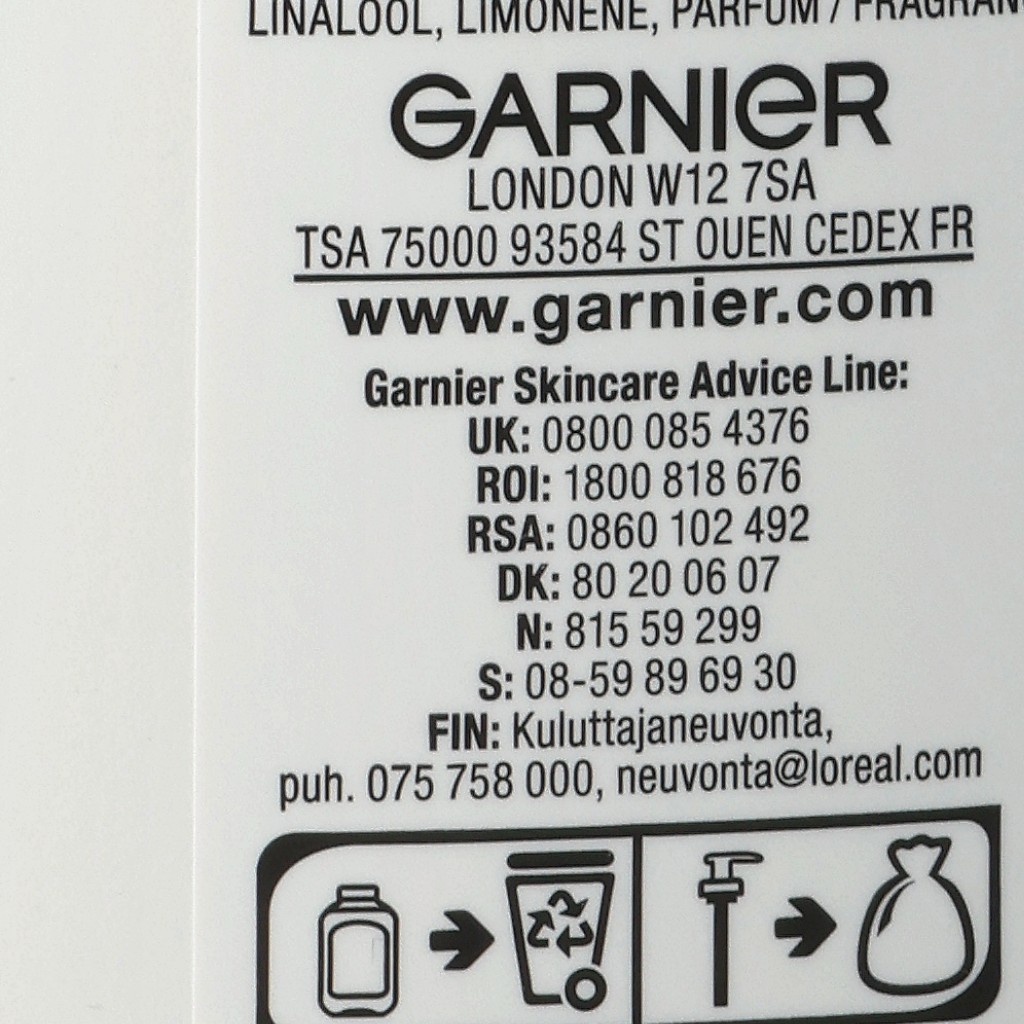 LINALOOL, LIMONENE, PARFUM / FRAGRAN
GARNIER
LONDON W12 7SA
TSA 75000 93584 ST OUEN CEDEX FR
www.garnier.com
Garnier Skincare Advice Line:
UK: 0800 085 4376
ROI: 1800 818 676
RSA: 0860 102 492
DK: 80 20 06 07
N: 815 59 299
S: 08-59 89 69 30
FIN: Kuluttajaneuvonta,
puh. 075 758 000, neuvonta@loreal.com